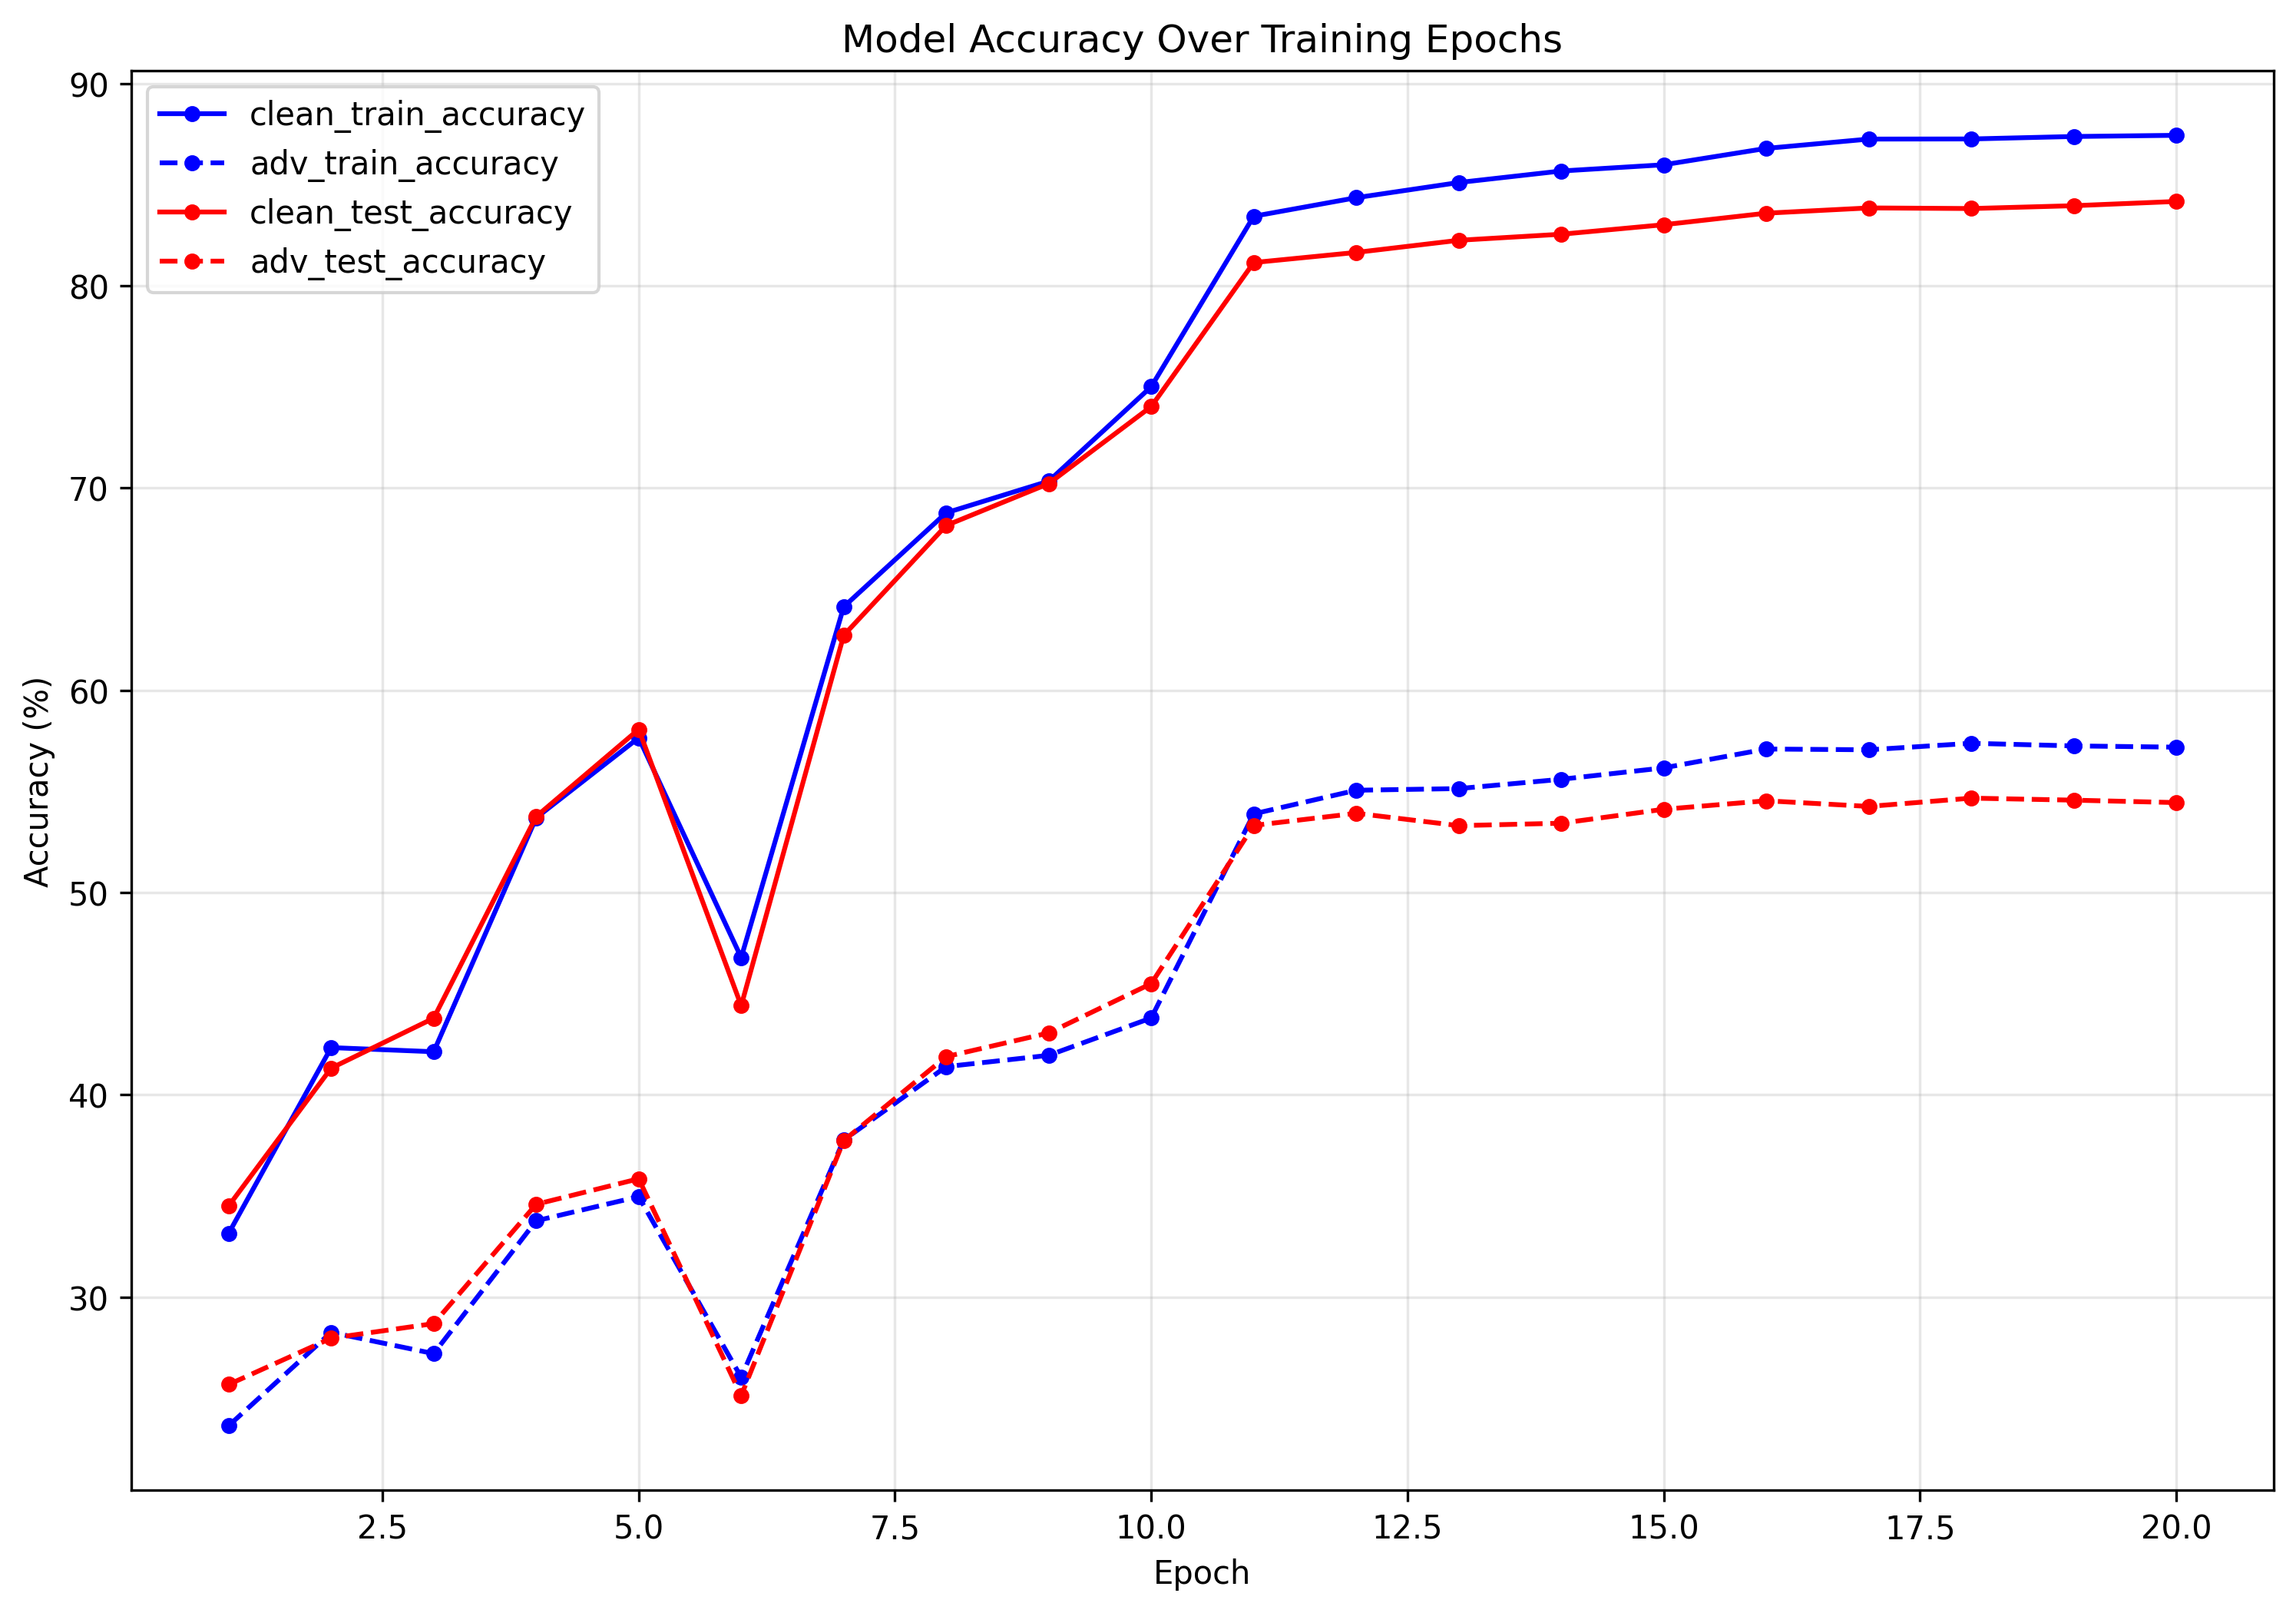 Model Accuracy Over Training Epochs
90
80
70
60
50
40
30
Accuracy (%)
clean_train_accuracy
adv_train_accuracy
clean_test_accuracy
adv_test_accuracy
2.5 5.0 7.5 10.0 12.5 15.0 17.5 20.0
Epoch